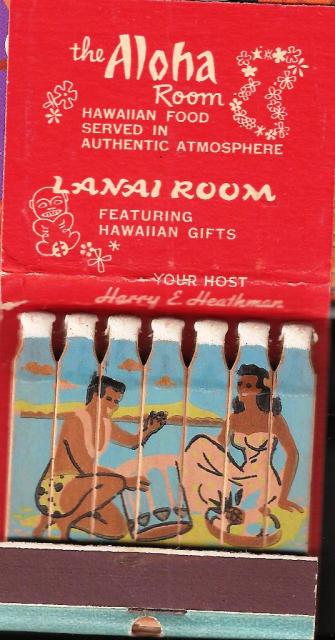 the Aloha
Room
HAWAIIAN FOOD
SERVED IN
AUTHENTIC ATMOSPHERE
LANAI ROOM
FEATURING
HAWAIIAN GIFTS
YOUR HOST
Harry E Heathman